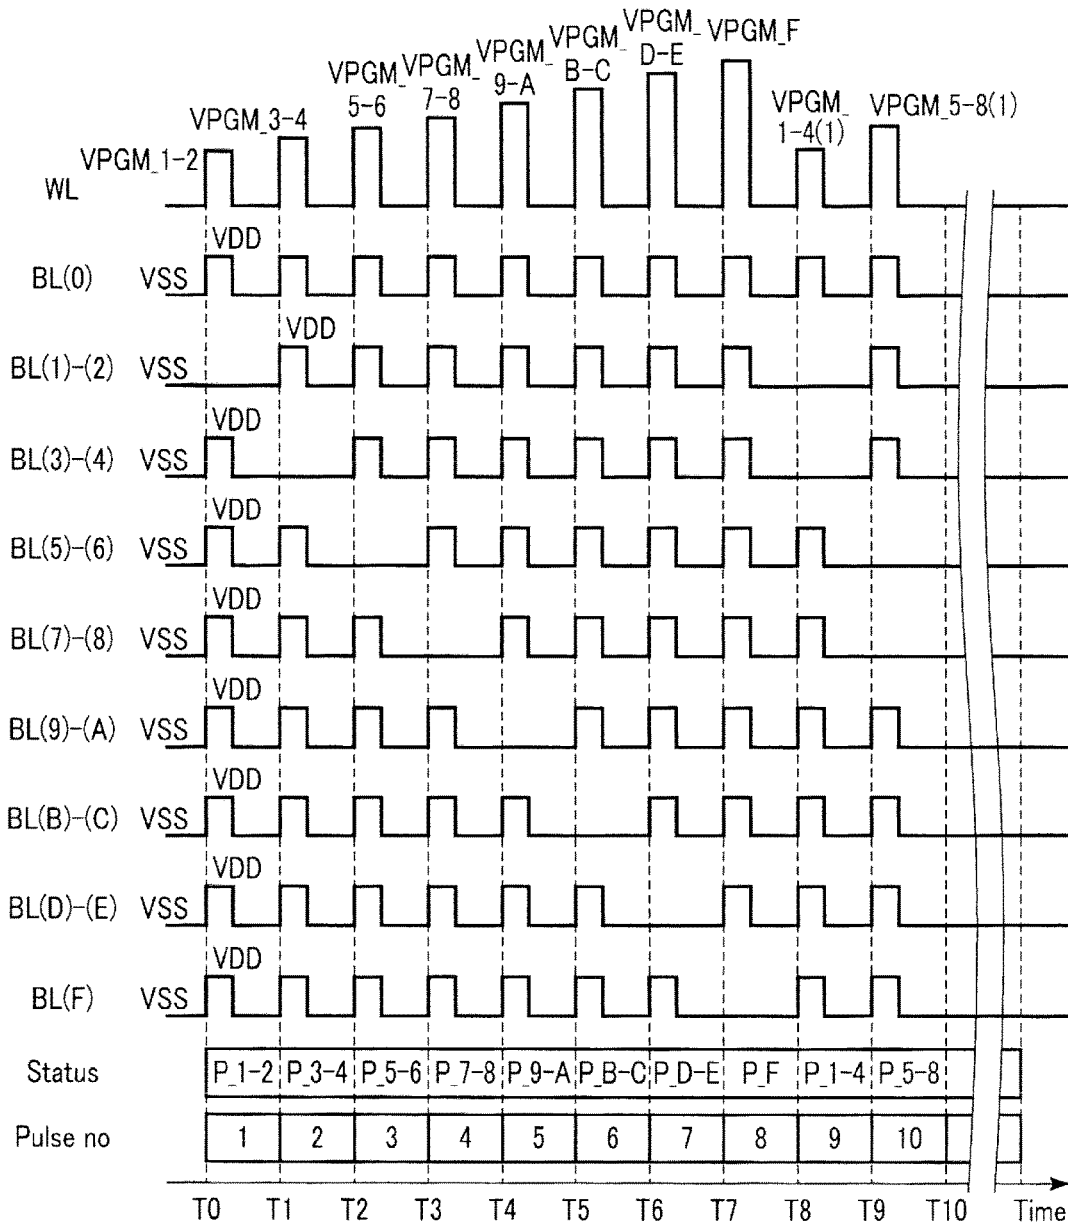 VPGM_1-2
VPGM_3-4
VPGM_
5-6
VPGM_
7-8
VPGM_
9-A
VPGM_
B-C
VPGM_
D-E
VPGM_F
VPGM_
1-4(1)
VPGM_5-8(1)
WL
VDD
BL(0) VSS
VDD
BL(1)-(2) VSS
VDD
BL(3)-(4) VSS
VDD
BL(5)-(6) VSS
VDD
BL(7)-(8) VSS
VDD
BL(9)-(A) VSS
VDD
BL(B)-(C) VSS
VDD
BL(D)-(E) VSS
VDD
BL(F) VSS
Status P_1-2 P_3-4 P_5-6 P_7-8 P_9-A P_B-C P_D-E P_F P_1-4 P_5-8
Pulse no 1 2 3 4 5 6 7 8 9 10
T0 T1 T2 T3 T4 T5 T6 T7 T8 T9 T10 Time